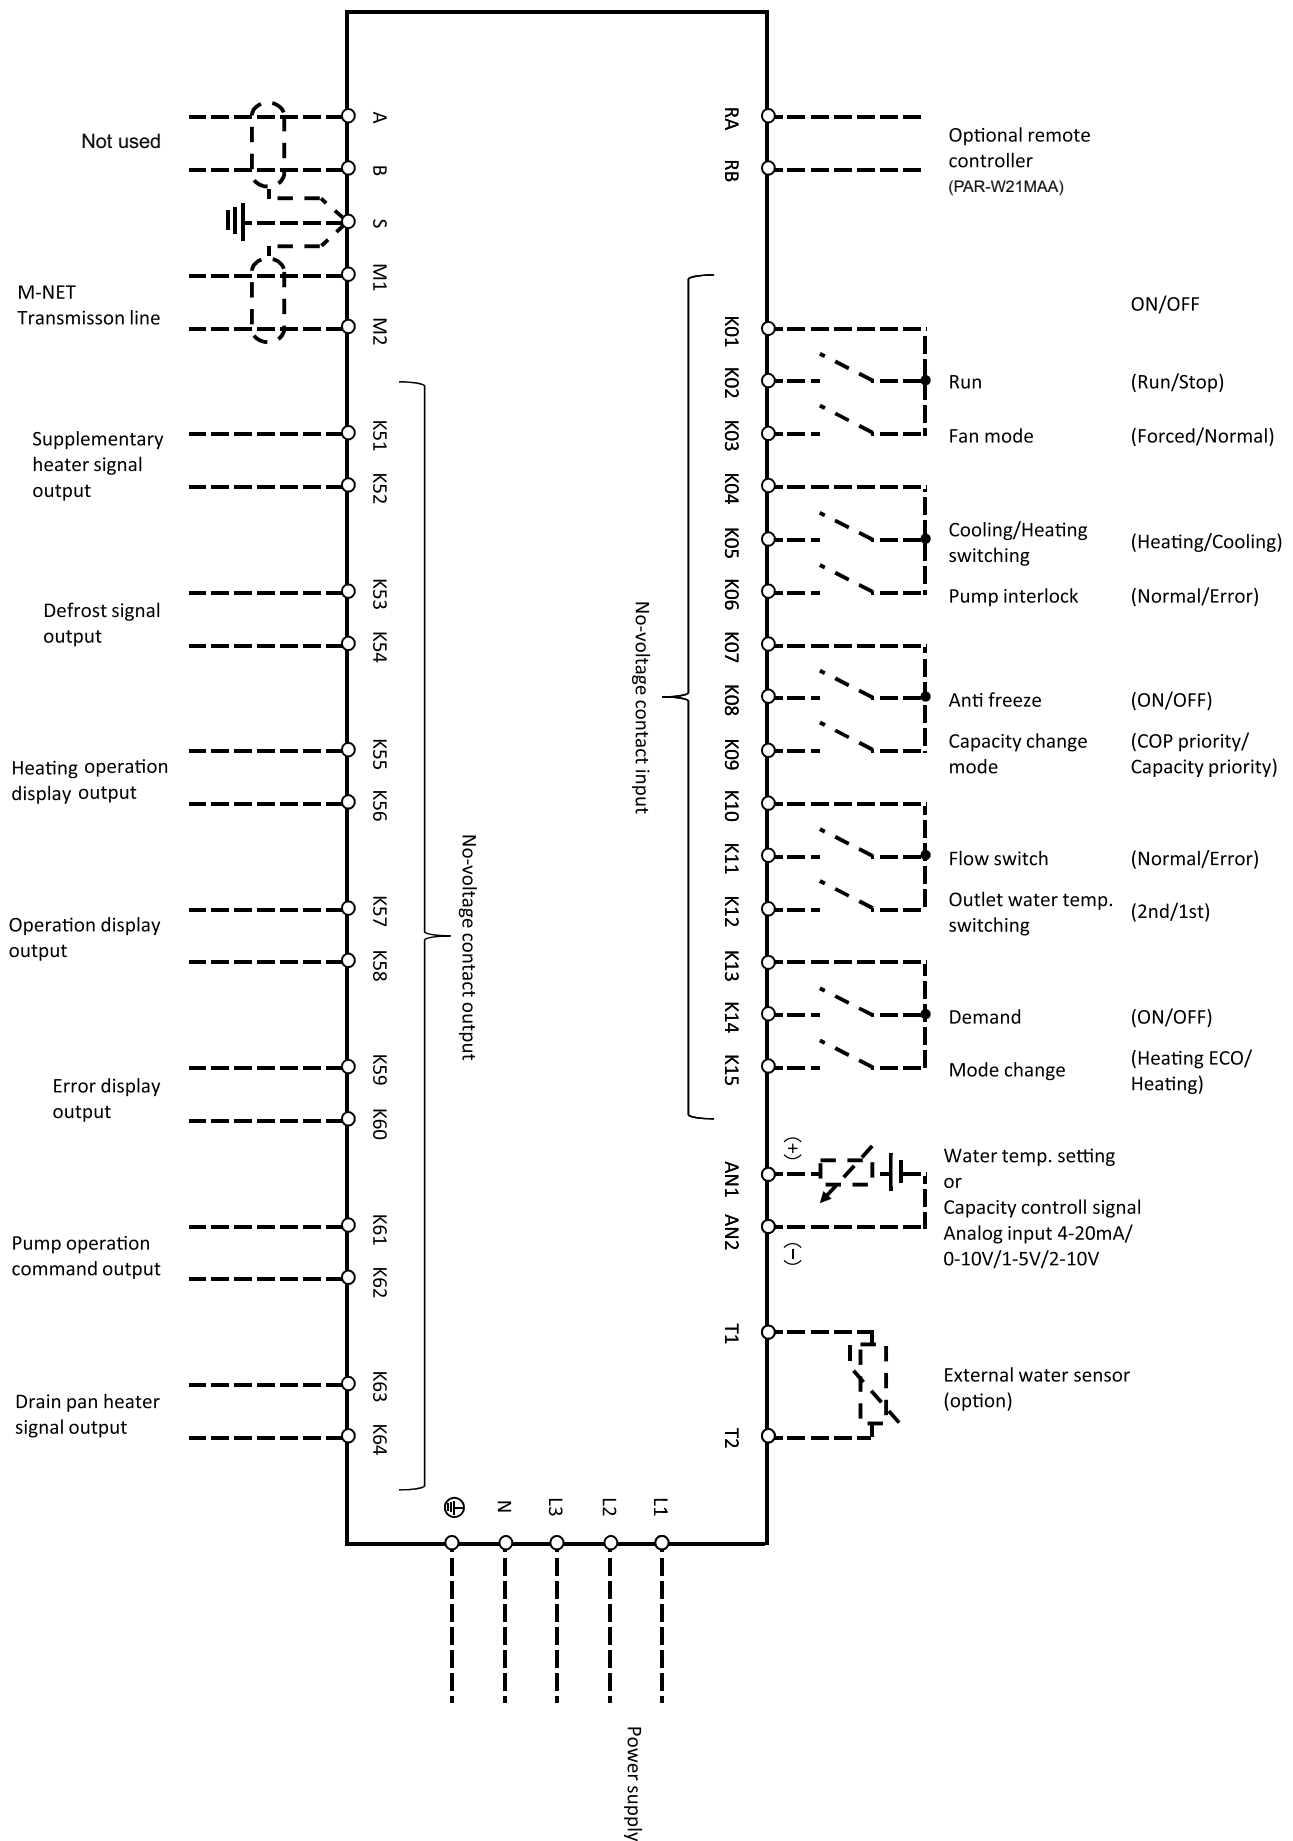 Not used
M-NET
Transmisson line
Supplementary
heater signal
output
Defrost signal
output
Heating operation
display output
Operation display
output
Error display
output
Pump operation
command output
Drain pan heater
signal output
A
B
S
M1
M2
K51
K52
K53
K54
K55
K56
K57
K58
K59
K60
K61
K62
K63
K64
No-voltage contact output
No-voltage contact input
RA
RB
K01
K02
K03
K04
K05
K06
K07
K08
K09
K10
K11
K12
K13
K14
K15
AN1
AN2
T1
T2
(+)
(−)
Optional remote
controller
(PAR-W21MAA)
ON/OFF
Run (Run/Stop)
Fan mode (Forced/Normal)
Cooling/Heating
switching
(Heating/Cooling)
Pump interlock (Normal/Error)
Anti freeze (ON/OFF)
Capacity change
mode
(COP priority/
Capacity priority)
Flow switch (Normal/Error)
Outlet water temp.
switching
(2nd/1st)
Demand (ON/OFF)
Mode change
(Heating ECO/
Heating)
Water temp. setting
or
Capacity controll signal
Analog input 4-20mA/
0-10V/1-5V/2-10V
External water sensor
(option)
N
L3
L2
L1
Power supply